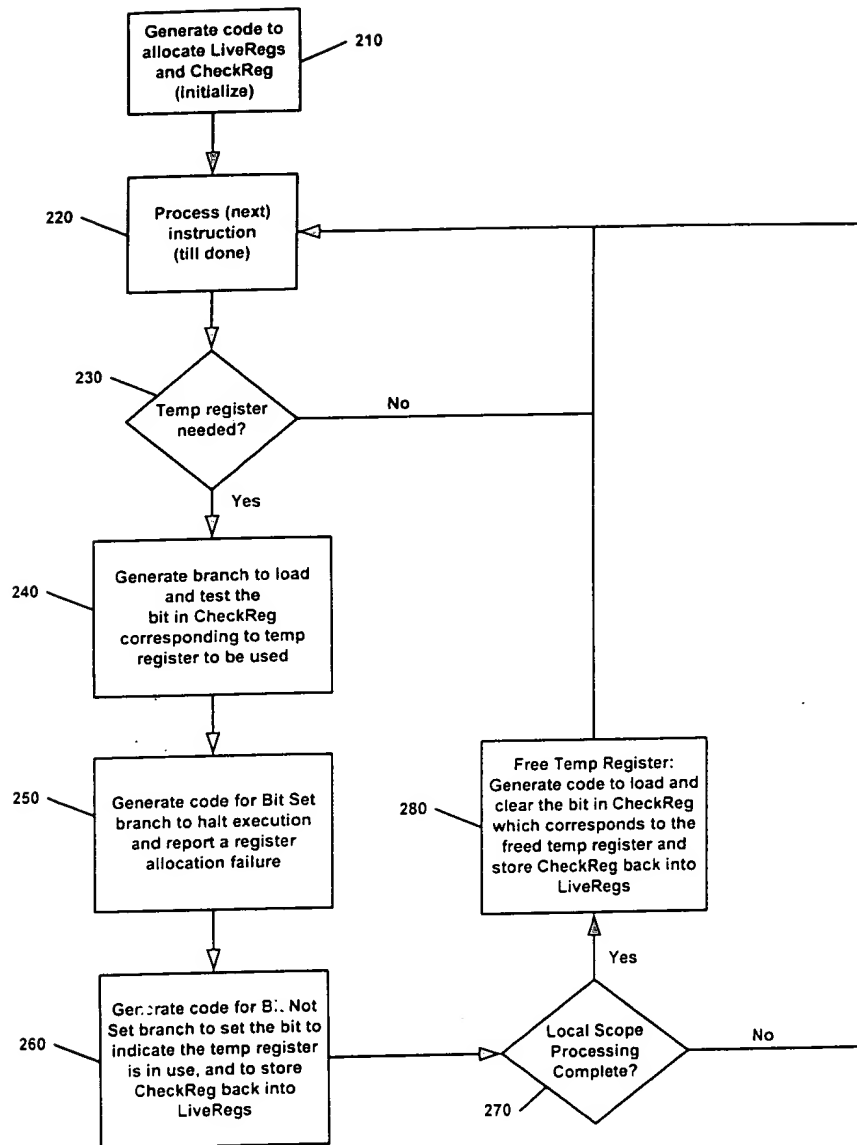 Generate code to
allocate LiveRegs
and CheckReg
(initialize)
210
220
Process (next)
instruction
(till done)
230
Temp register
needed?
No
Yes
240
Generate branch to load
and test the
bit in CheckReg
corresponding to temp
register to be used
250
Generate code for Bit Set
branch to halt execution
and report a register
allocation failure
280
Free Temp Register:
Generate code to load and
clear the bit in CheckReg
which corresponds to the
freed temp register and
store CheckReg back into
LiveRegs
Yes
260
Generate code for Not
Set branch to set the bit to
indicate the temp register
is in use, and to store
CheckReg back into
LiveRegs
Local Scope
Processing
Complete?
No
270